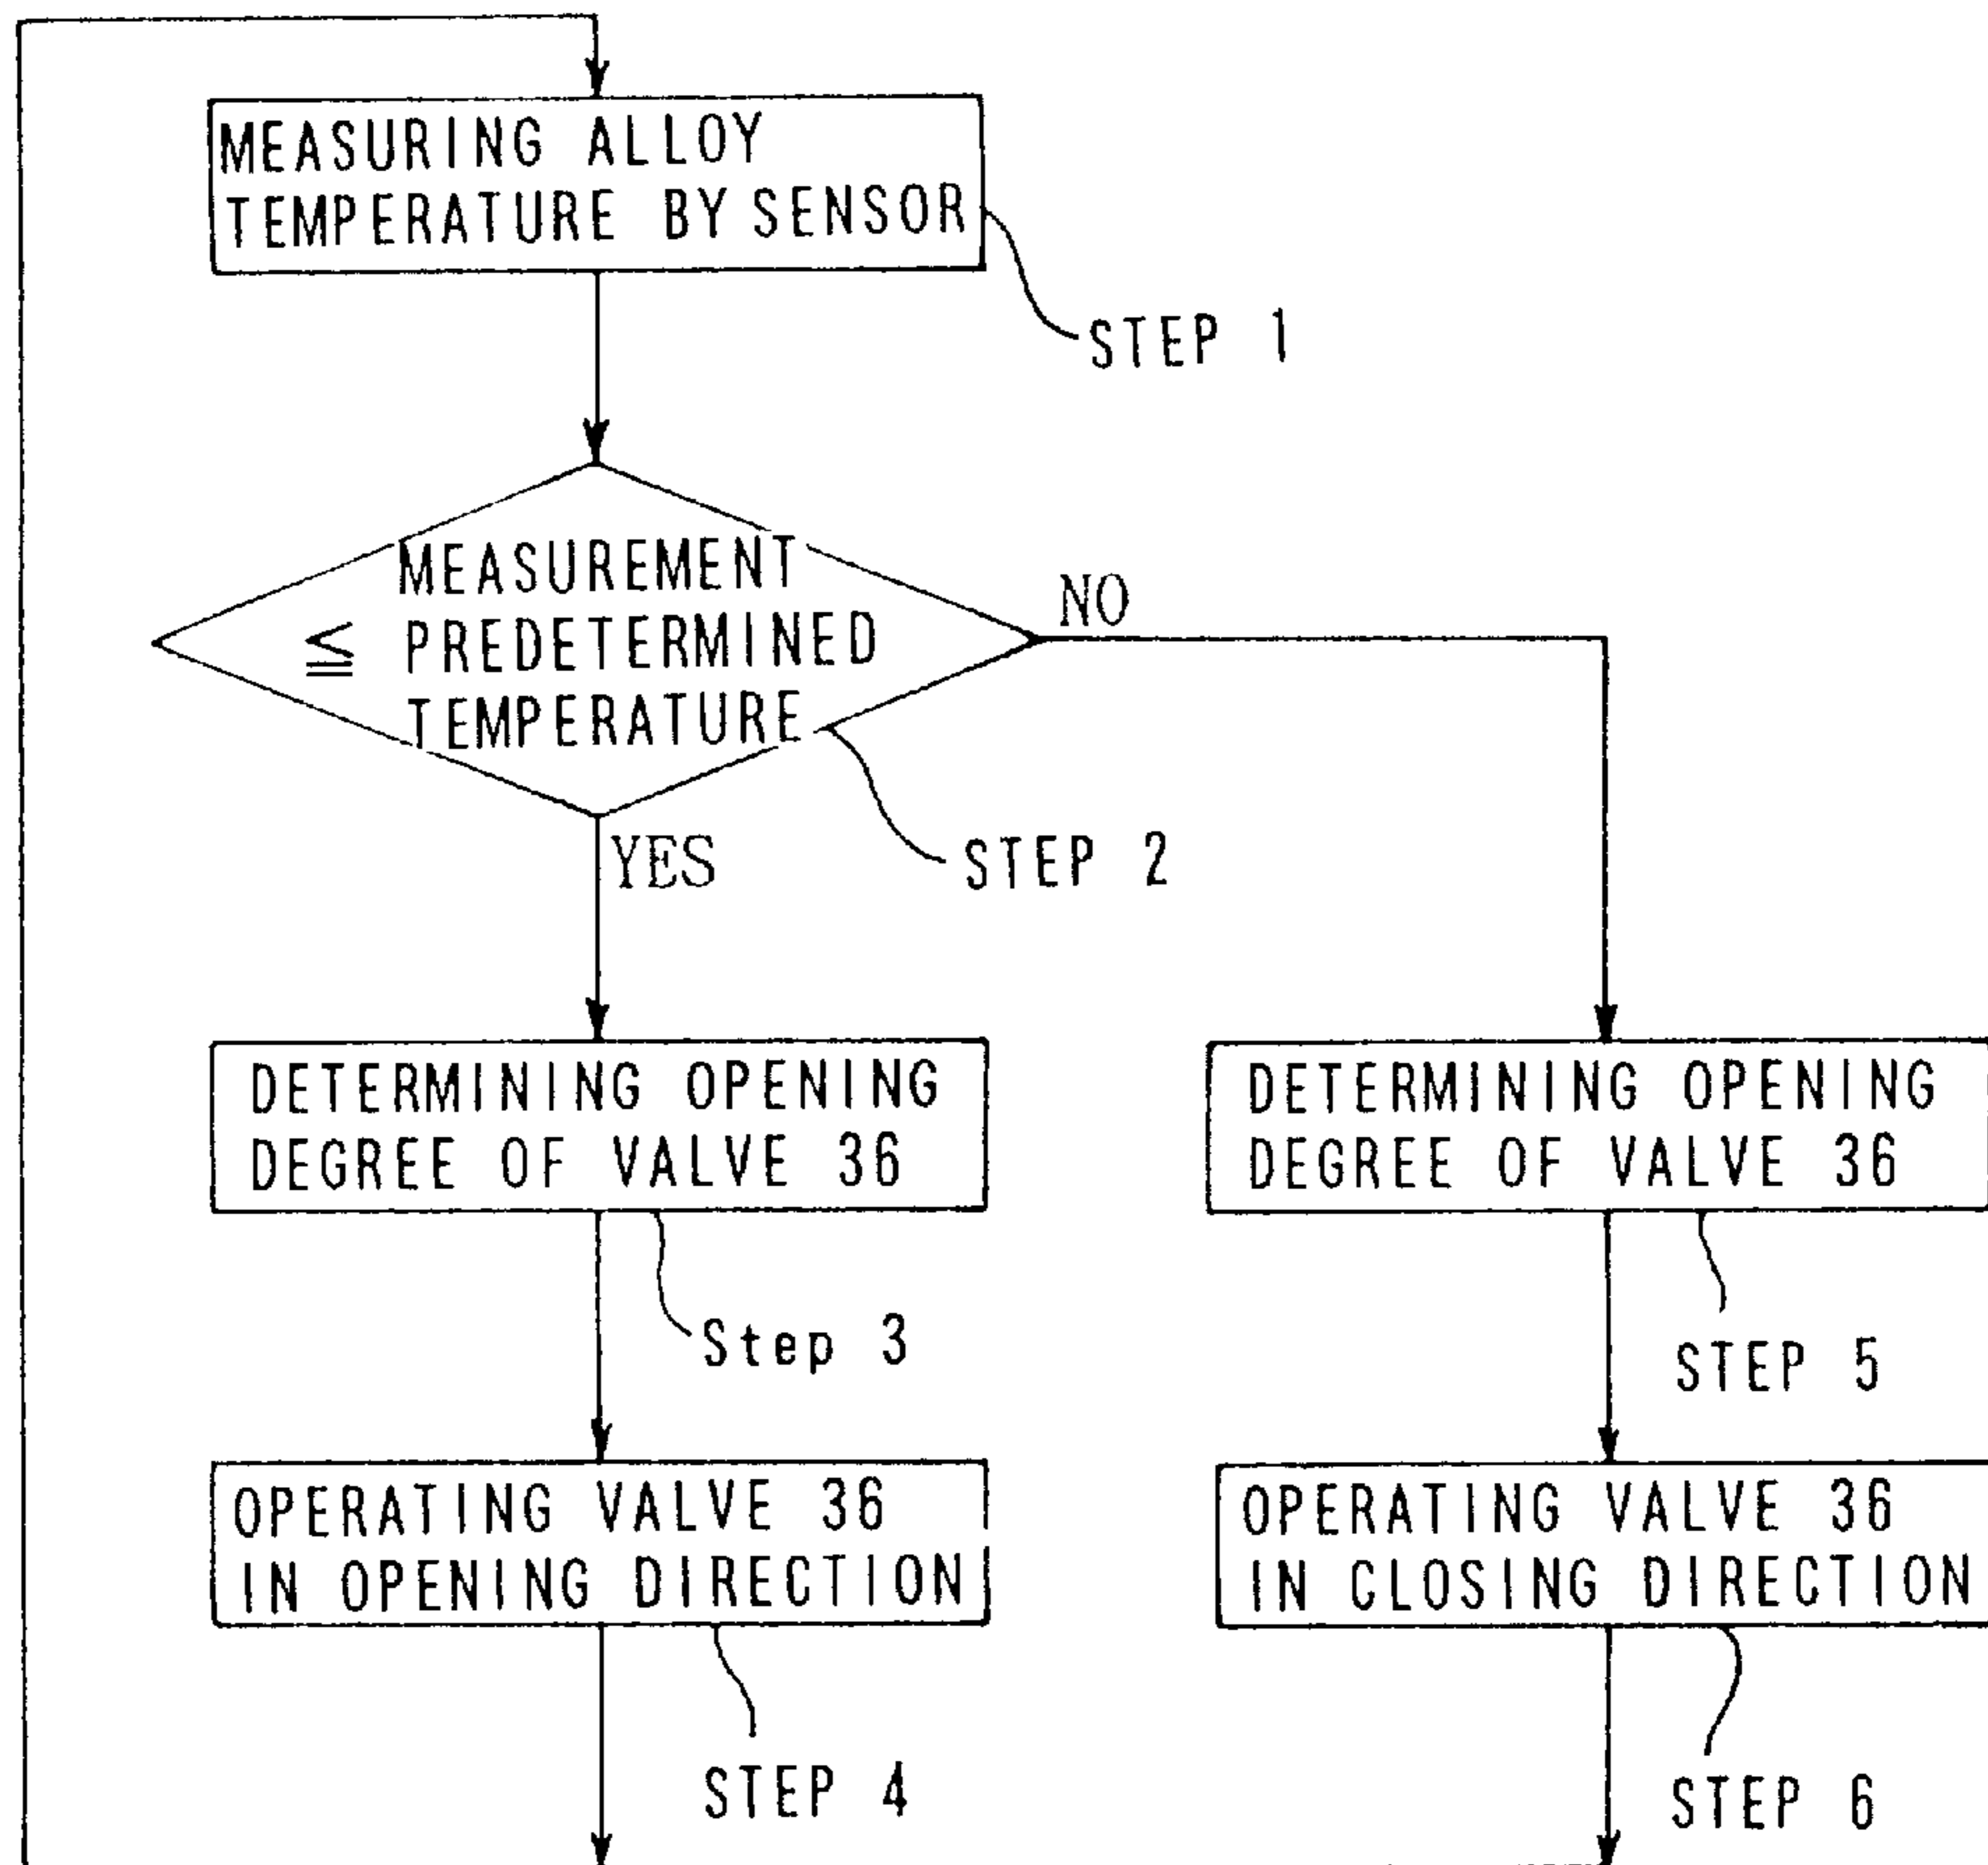 MEASURING ALLOY
TEMPERATURE BY SENSOR
STEP 1
MEASUREMENT
≦ PREDETERMINED
TEMPERATURE
NO
YES
STEP 2
DETERMINING OPENING
DEGREE OF VALVE 36
Step 3
OPERATING VALVE 36
IN OPENING DIRECTION
STEP 4
DETERMINING OPENING
DEGREE OF VALVE 36
STEP 5
OPERATING VALVE 36
IN CLOSING DIRECTION
STEP 6